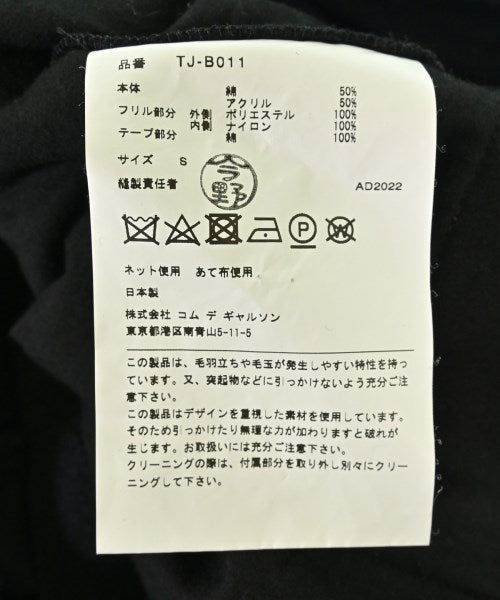 品番 TJ-B011
本体 綿 50%
アクリル 50%
フリル部分 外側 ポリエステル 100%
内側 ナイロン 100%
テープ部分 綿 100%
サイズ S
縫製責任者 今野 AD2022
P W
ネット使用 あて布使用。
日本製
株式会社 コム デ ギャルソン
東京都港区南青山5-11-5
この製品は、毛羽立ちや毛玉が発生しやすい特性を持っ
ています。又、突起物などに引っかけないよう充分ご注
意下さい。
この製品はデザインを重視した素材を使用しています。
そのため引っかけたり無理な力が加わりますと破れが
生じます。お取扱いには充分ご注意下さい。
クリーニングの際は、付属部分を取り外し別々にクリー
ニングして下さい。